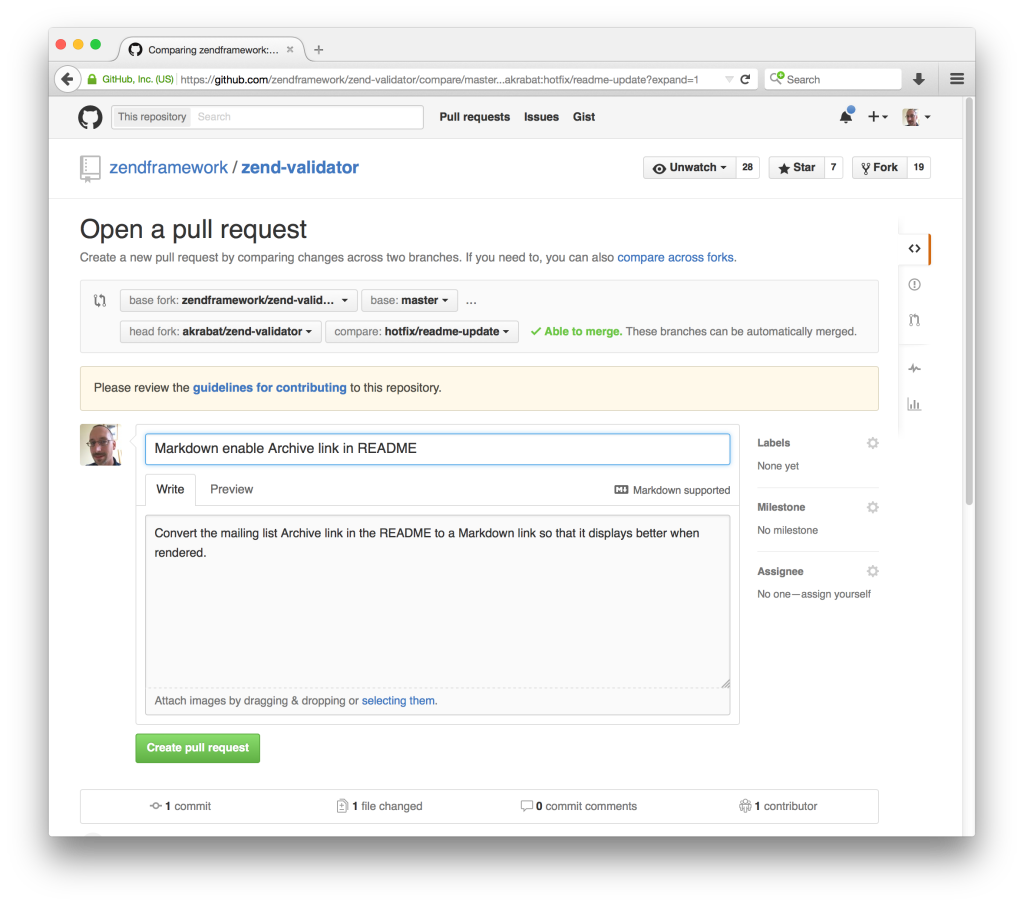 Comparing zendframework:...
GitHub, Inc. (US) https://github.com/zendframework/zend-validator/compare/master...akrabat:hotfix/readme-update?expand=1 Search
This repository Search Pull requests Issues Gist
zendframework / zend-validator Unwatch 28 Star 7 Fork 19
Open a pull request
Create a new pull request by comparing changes across two branches. If you need to, you can also compare across forks.
base fork: zendframework/zend-valid... base: master ...
head fork: akrabat/zend-validator compare: hotfix/readme-update Able to merge. These branches can be automatically merged.
Please review the guidelines for contributing to this repository.
Markdown enable Archive link in README
Write Preview Markdown supported
Convert the mailing list Archive link in the README to a Markdown link so that it displays better when
rendered.
Attach images by dragging & dropping or selecting them.
Create pull request
Labels
None yet
Milestone
No milestone
Assignee
No one—assign yourself
1 commit 1 file changed 0 commit comments 1 contributor